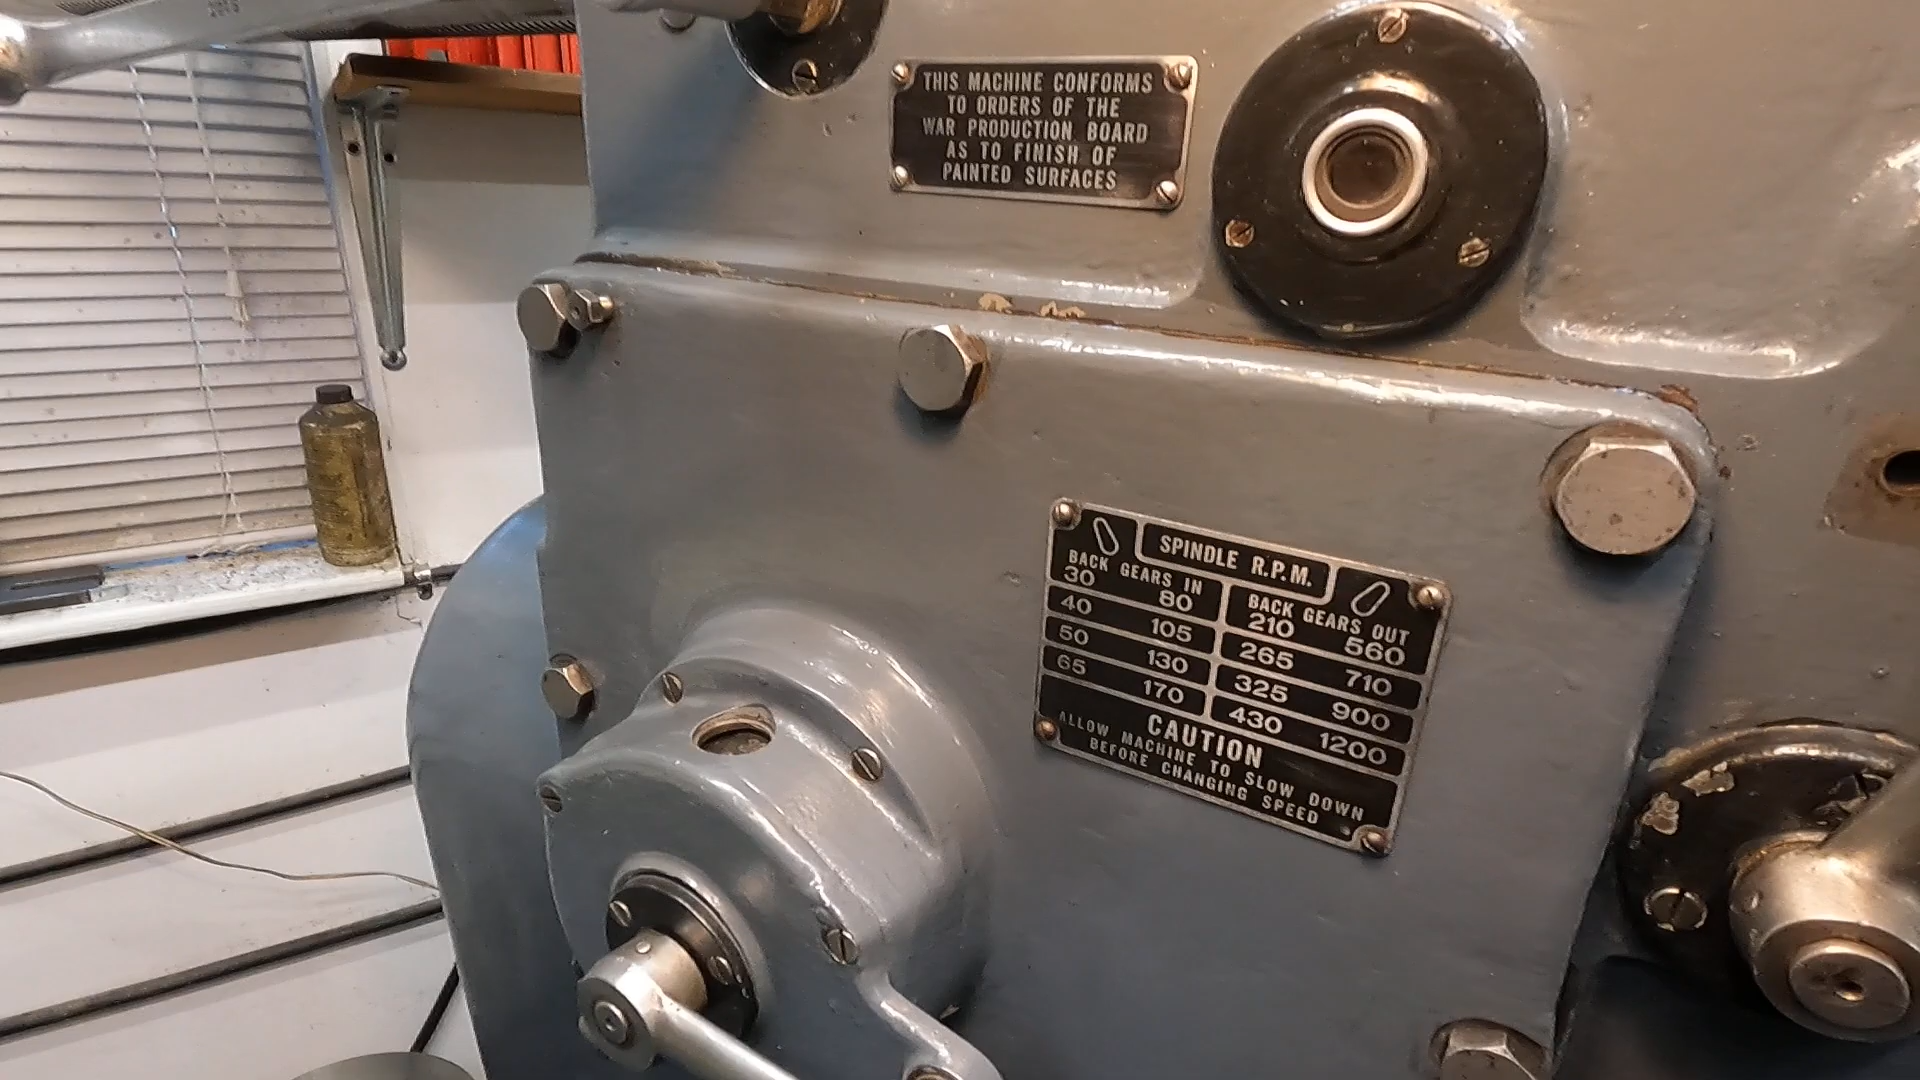 THIS MACHINE CONFORMS
TO ORDERS OF THE
WAR PRODUCTION BOARD
AS TO FINISH OF
PAINTED SURFACES
SPINDLE R.P.M.
BACK GEARS IN BACK GEARS OUT
30 80 210 560
40 105 265 710
50 130 325 900
65 170 430 1200
CAUTION
ALLOW MACHINE TO SLOW DOWN
BEFORE CHANGING SPEED